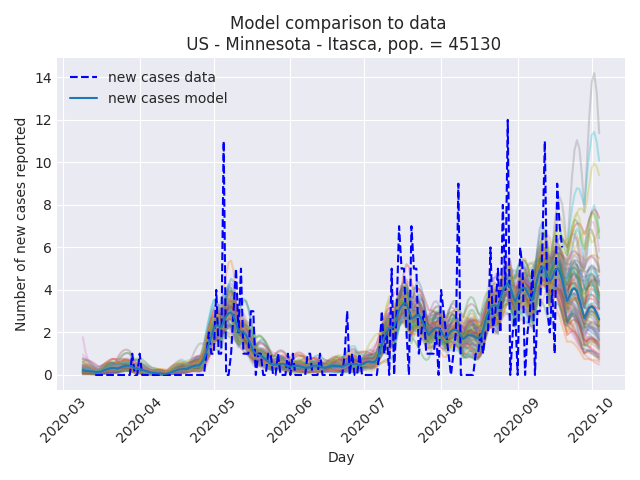 Model comparison to data
US - Minnesota - Itasca, pop. = 45130
new cases data
new cases model
Number of new cases reported
14
12
10
8
6
4
2
0
2020-03
2020-04
2020-05
2020-06
2020-07
2020-08
2020-09
2020-10
Day